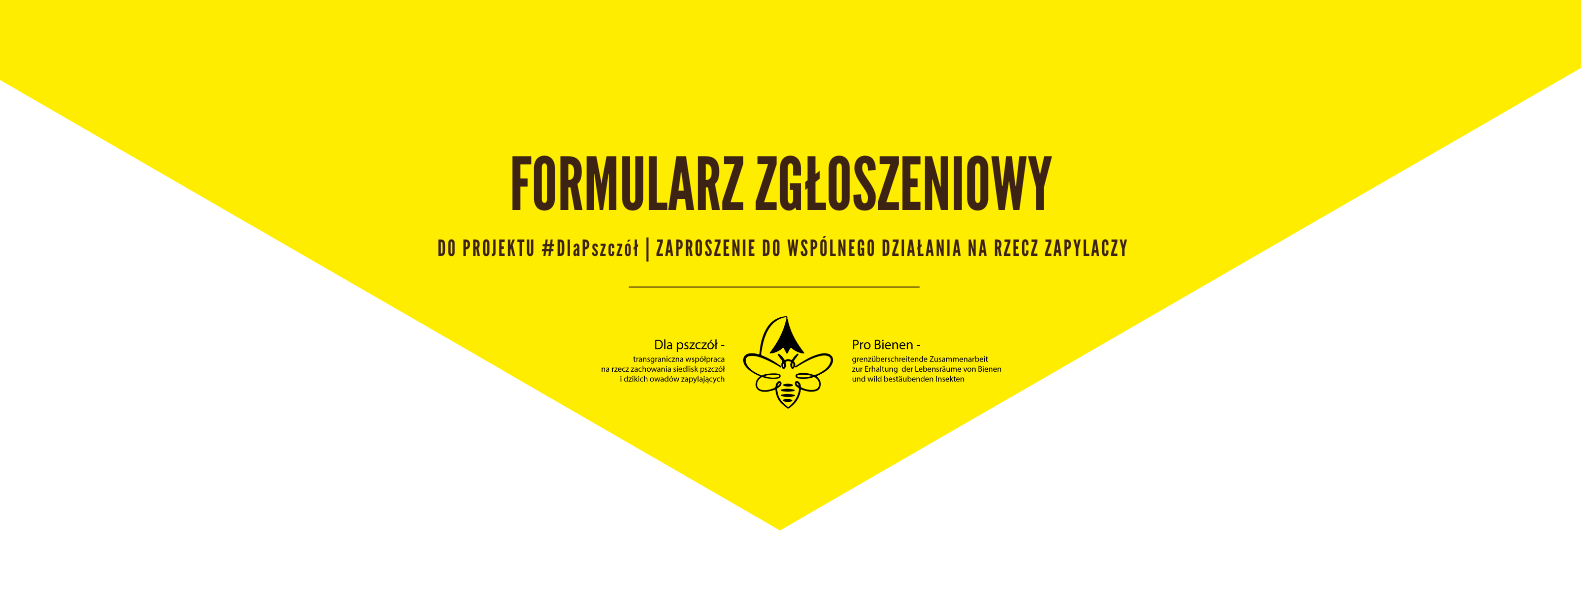 FORMULARZ ZGŁOSZENIOWY
DO PROJEKTU #DlaPszczół | ZAPROSZENIE DO WSPÓLNEGO DZIAŁANIA NA RZECZ ZAPYLACZY
Dla pszczół -
transgraniczna współpraca
na rzecz zachowania siedlisk pszczół
i dzikich owadów zapylających
Pro Bienen -
grenzüberschreitende Zusammenarbeit
zur Erhaltung der Lebensräume von Bienen
und wild bestäubenden Insekten